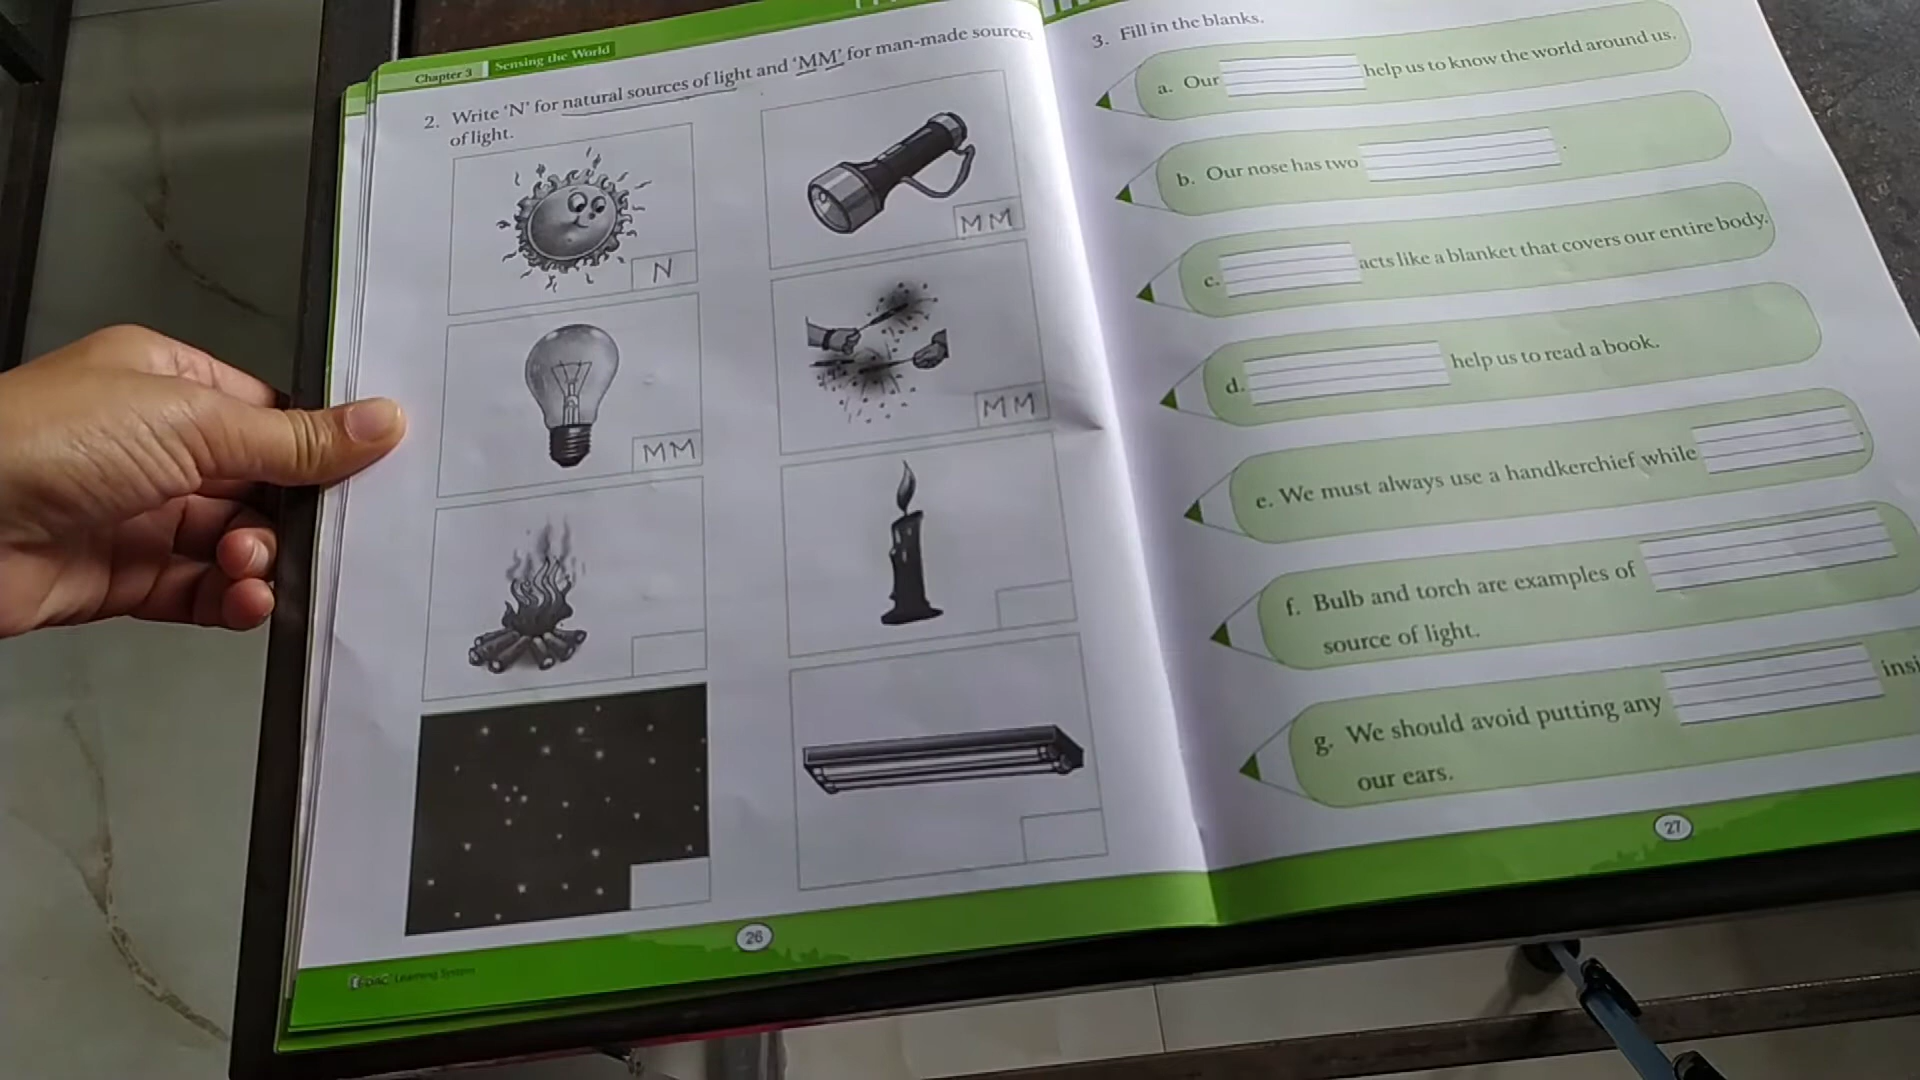 Chapter 3 Sensing the World
2. Write 'N' for natural sources of light and 'MM' for man-made sources
of light.
N
MM
MM
MM
26
Learning System
3. Fill in the blanks.
a. Our help us to know the world around us.
b. Our nose has two .
c. acts like a blanket that covers our entire body.
d. help us to read a book.
e. We must always use a handkerchief while
f. Bulb and torch are examples of
source of light.
g. We should avoid putting any
our ears.
27